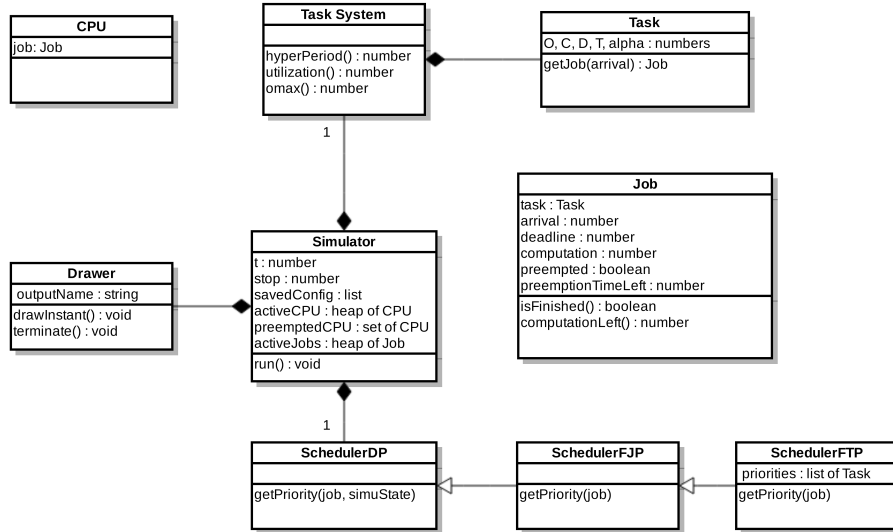 CPU
job: Job
Task System
hyperPeriod() : number
utilization() : number
omax() : number
Task
O, C, D, T, alpha : numbers
getJob(arrival) : Job
1
Job
task : Task
arrival : number
deadline : number
computation : number
preempted : boolean
preemptionTimeLeft : number
isFinished() : boolean
computationLeft() : number
Simulator
t : number
stop : number
savedConfig : list
activeCPU : heap of CPU
preemptedCPU : set of CPU
activeJobs : heap of Job
run() : void
Drawer
outputName : string
drawInstant() : void
terminate() : void
1
SchedulerDP
getPriority(job, simuState)
SchedulerFJP
getPriority(job)
SchedulerFTP
priorities : list of Task
getPriority(job)